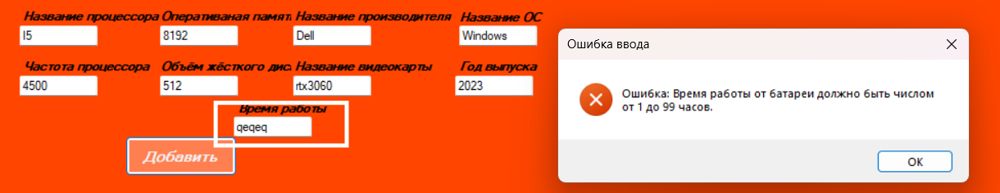 Название процессора Оперативаная памят Название производителя Название ОС
I5 8192 Dell Windows
Частота процессора Объём жёсткого дис Название видеокарты Год выпуска
4500 512 rtx3060 2023
Время работы
qeqeq
Добавить
Ошибка ввода
Ошибка: Время работы от батареи должно быть числом
от 1 до 99 часов.
ОК